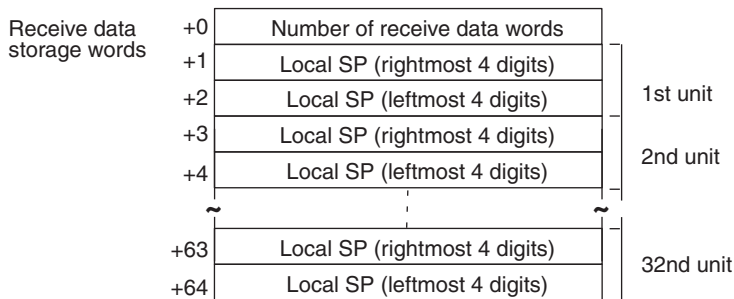 Receive data
storage words
+0 Number of receive data words
+1 Local SP (rightmost 4 digits)
+2 Local SP (leftmost 4 digits)
1st unit
+3 Local SP (rightmost 4 digits)
+4 Local SP (leftmost 4 digits)
2nd unit
~ ~
+63 Local SP (rightmost 4 digits)
+64 Local SP (leftmost 4 digits)
32nd unit